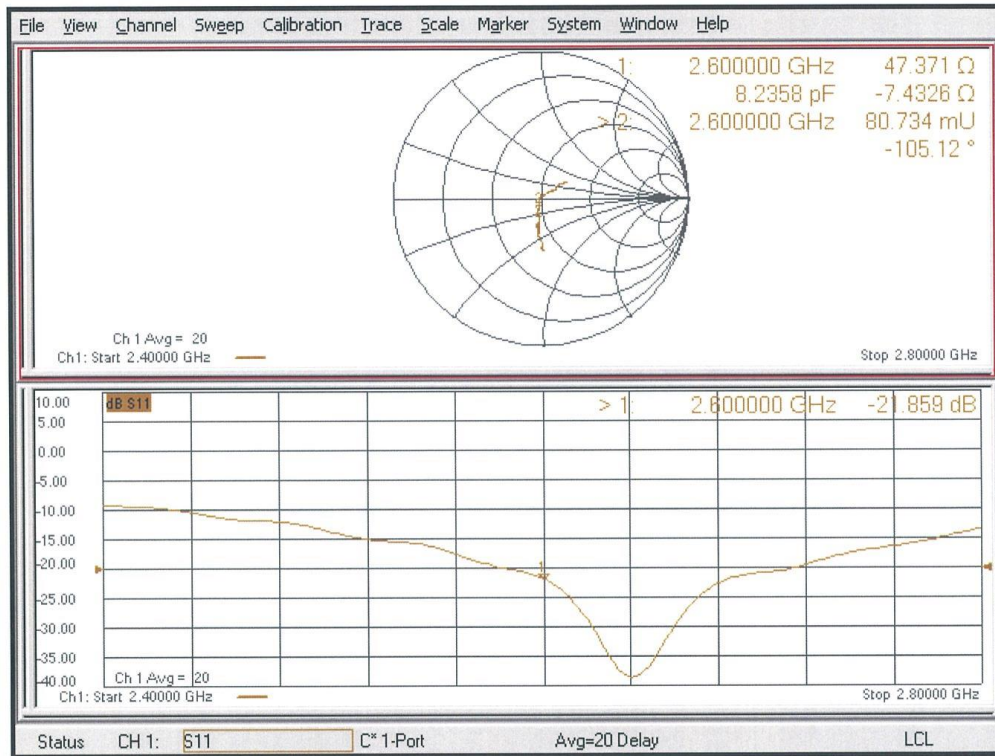 File View Channel Sweep Calibration Trace Scale Marker System Window Help
1: 2.600000 GHz 47.371 Ω
8.2358 pF -7.4326 Ω
> 2: 2.600000 GHz 80.734 mU
-105.12 °
Ch 1 Avg = 20
Ch1: Start 2.40000 GHz Stop 2.80000 GHz
10.00 dB S11 > 1: 2.600000 GHz -21.859 dB
5.00
0.00
-5.00
-10.00
-15.00
-20.00
-25.00
-30.00
-35.00
-40.00
Ch 1 Avg = 20
Ch1: Start 2.40000 GHz Stop 2.80000 GHz
Status CH 1: S11 C* 1-Port Avg=20 Delay LCL